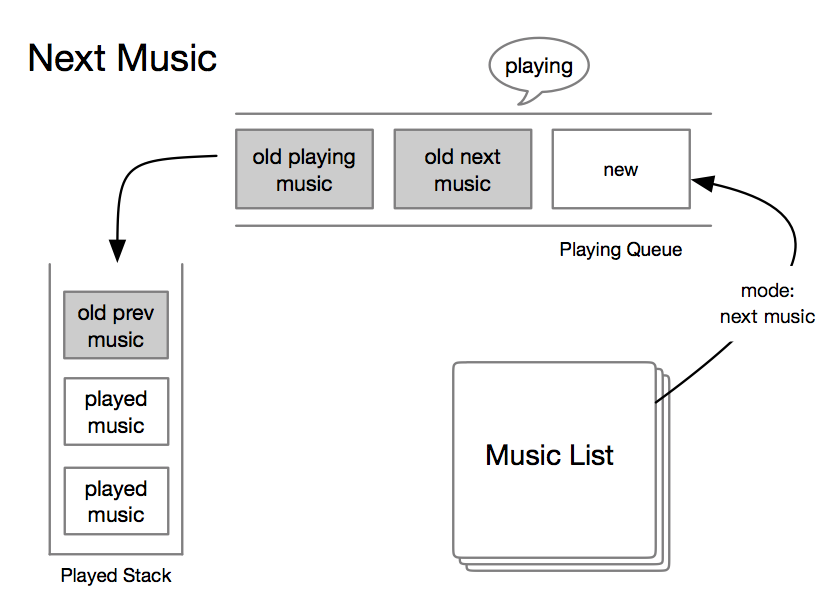 Next Music
playing
old playing
music
old next
music
new
Playing Queue
mode:
next music
old prev
music
played
music
played
music
Played Stack
Music List